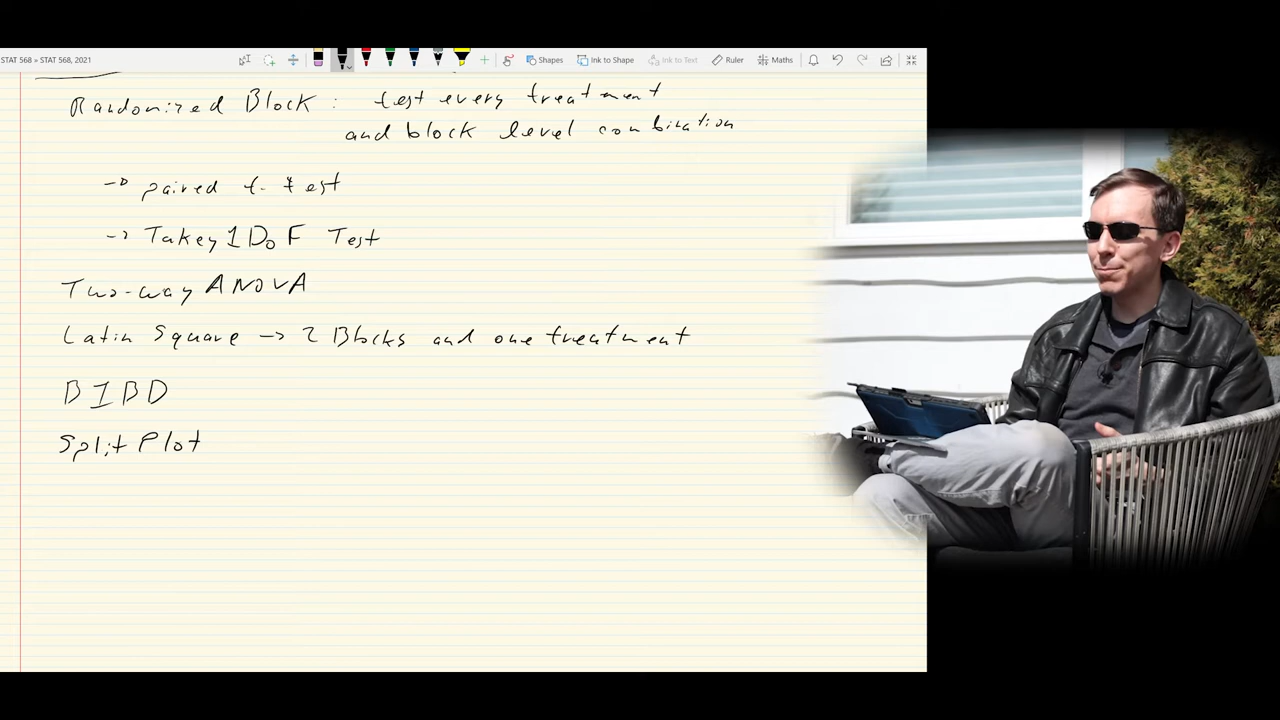 STAT 568 » STAT 568, 2021
Shapes
Ink to Shape
Ink to Text
Ruler
Maths
Randomized Block : test every treatment
and block level combination
→ paired t-test
→ Tukey 1DoF Test
Two-way ANOVA
Latin Square → 2 Blocks and one treatment
BIBD
Split Plot